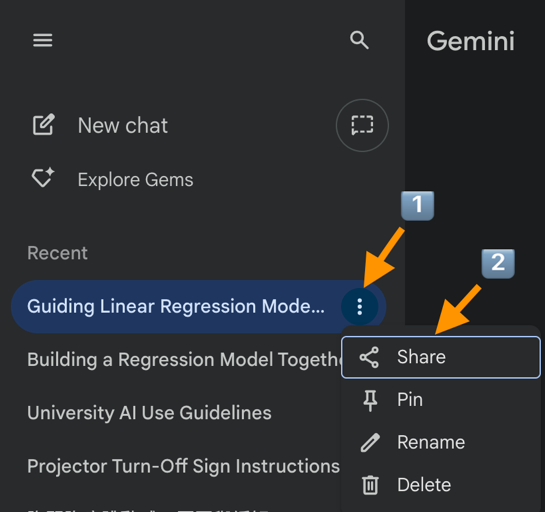 Gemini
New chat
Explore Gems
1
Recent
2
Guiding Linear Regression Mode...
Building a Regression Model Togethe
Share
University AI Use Guidelines
Pin
Rename
Projector Turn-Off Sign Instructions
Delete